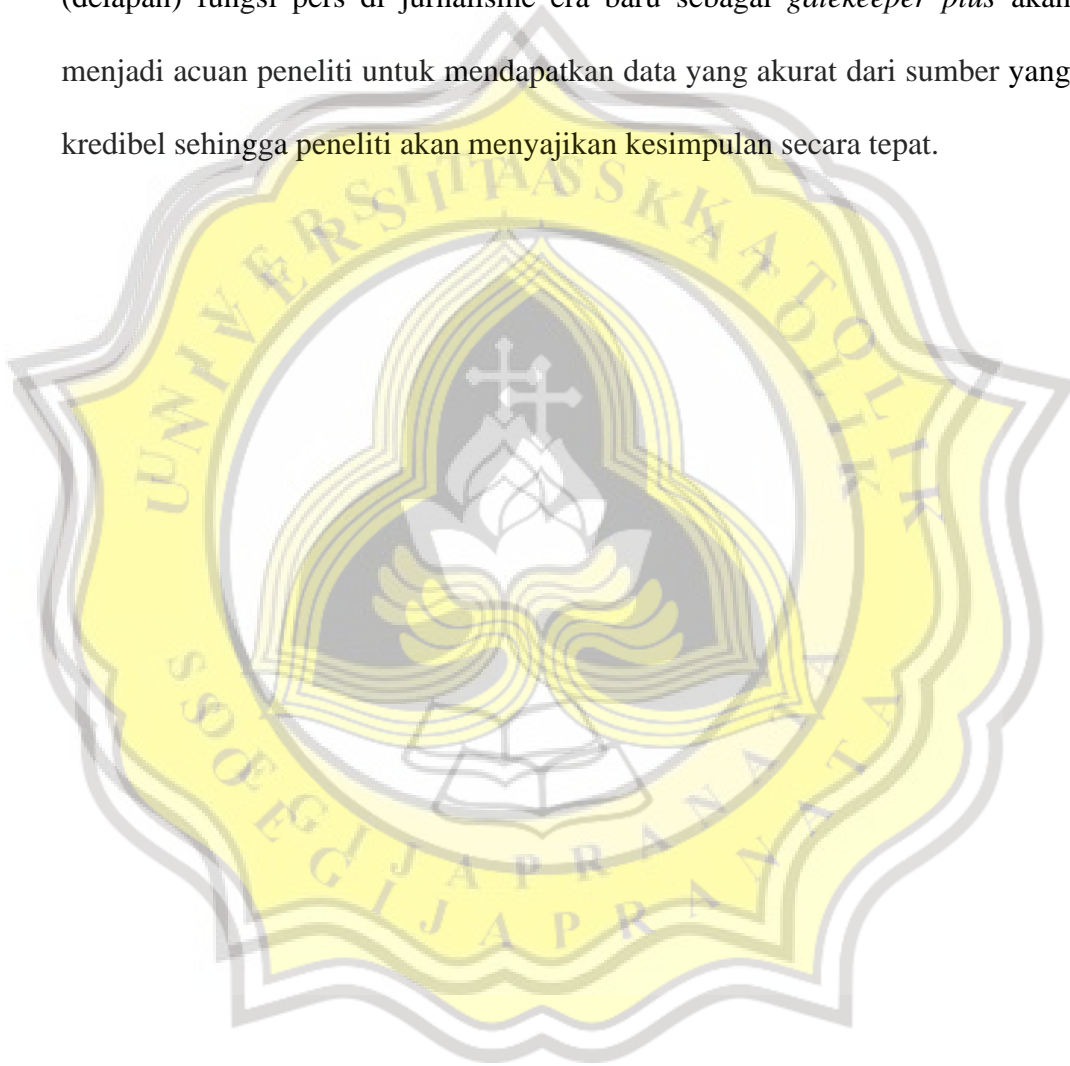 (delapan) fungsi pers di jurnalisme era baru sebagai gatekeeper plus akan
menjadi acuan peneliti untuk mendapatkan data yang akurat dari sumber yang
kredibel sehingga peneliti akan menyajikan kesimpulan secara tepat.
UNIVERSITAS KATOLIK
SOEGIJAPRANATA